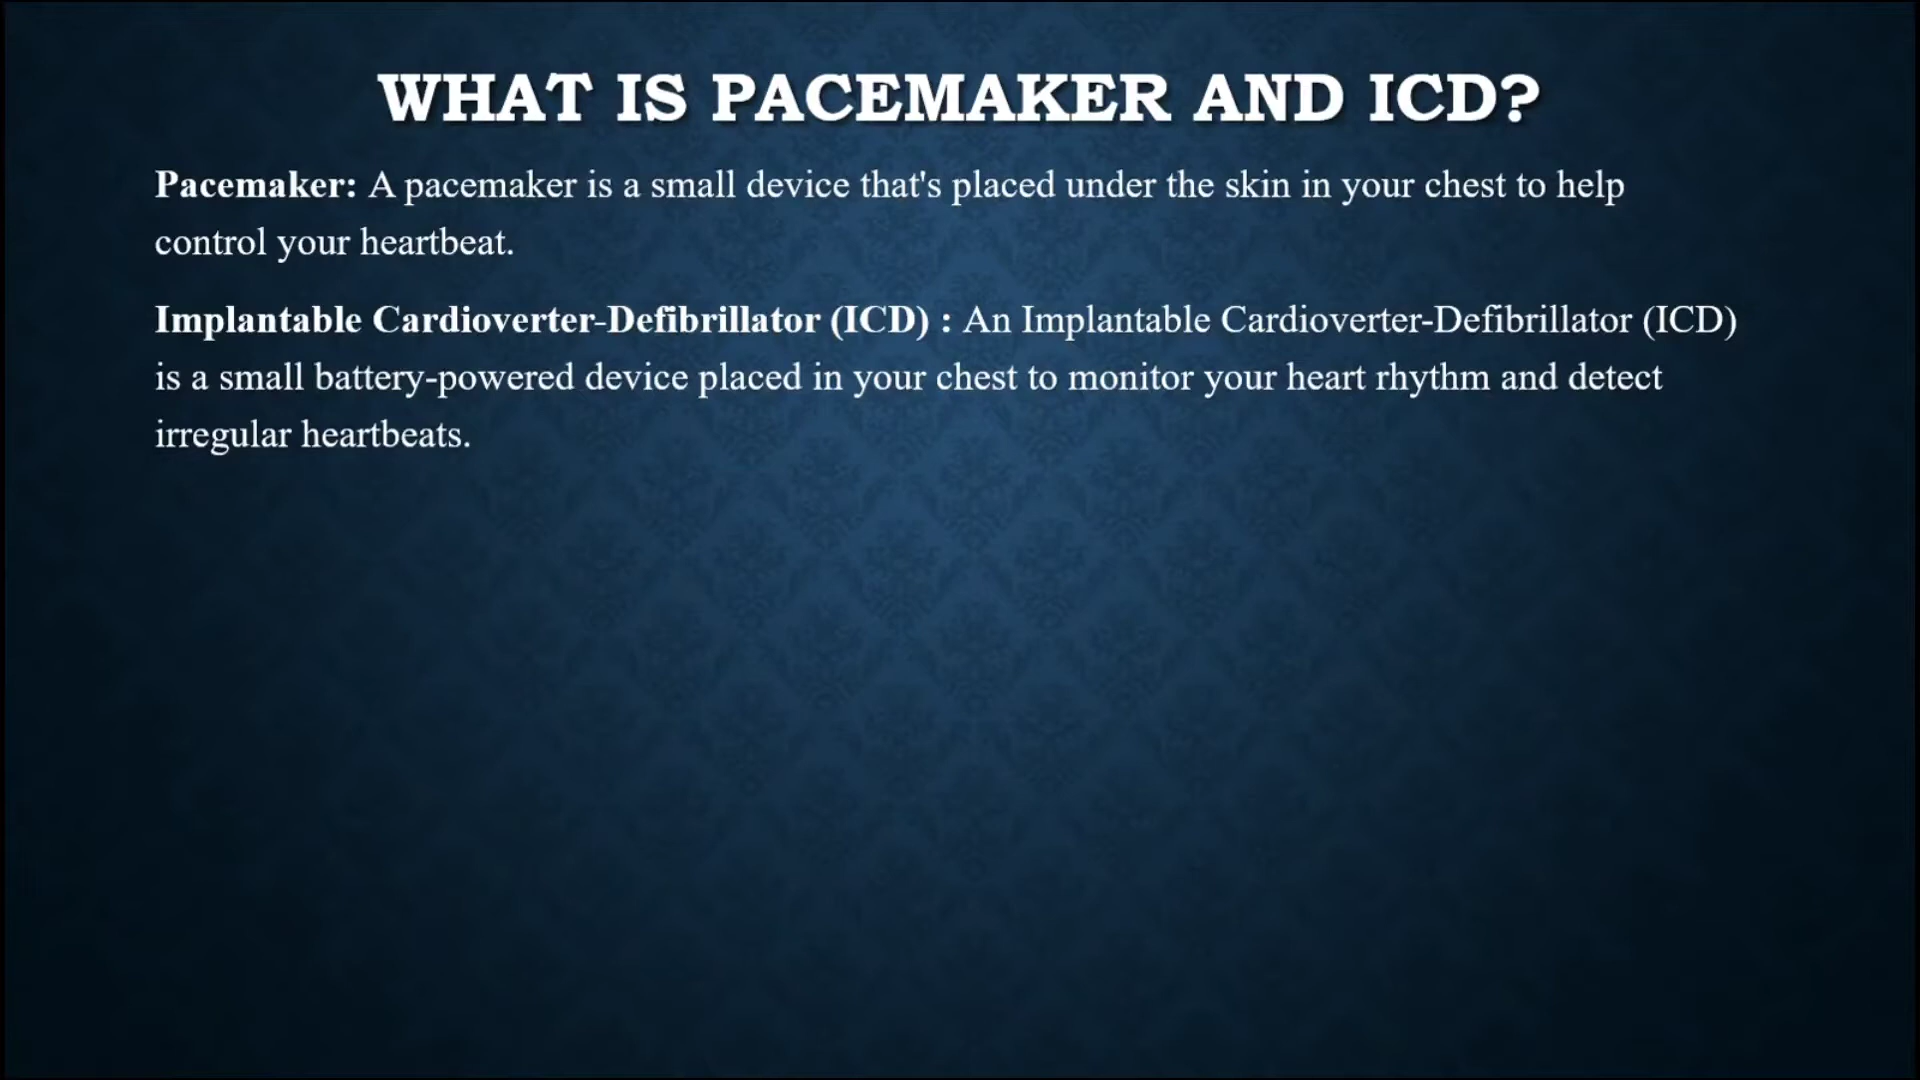 WHAT IS PACEMAKER AND ICD?
Pacemaker: A pacemaker is a small device that's placed under the skin in your chest to help
control your heartbeat.
Implantable Cardioverter-Defibrillator (ICD) : An Implantable Cardioverter-Defibrillator (ICD)
is a small battery-powered device placed in your chest to monitor your heart rhythm and detect
irregular heartbeats.